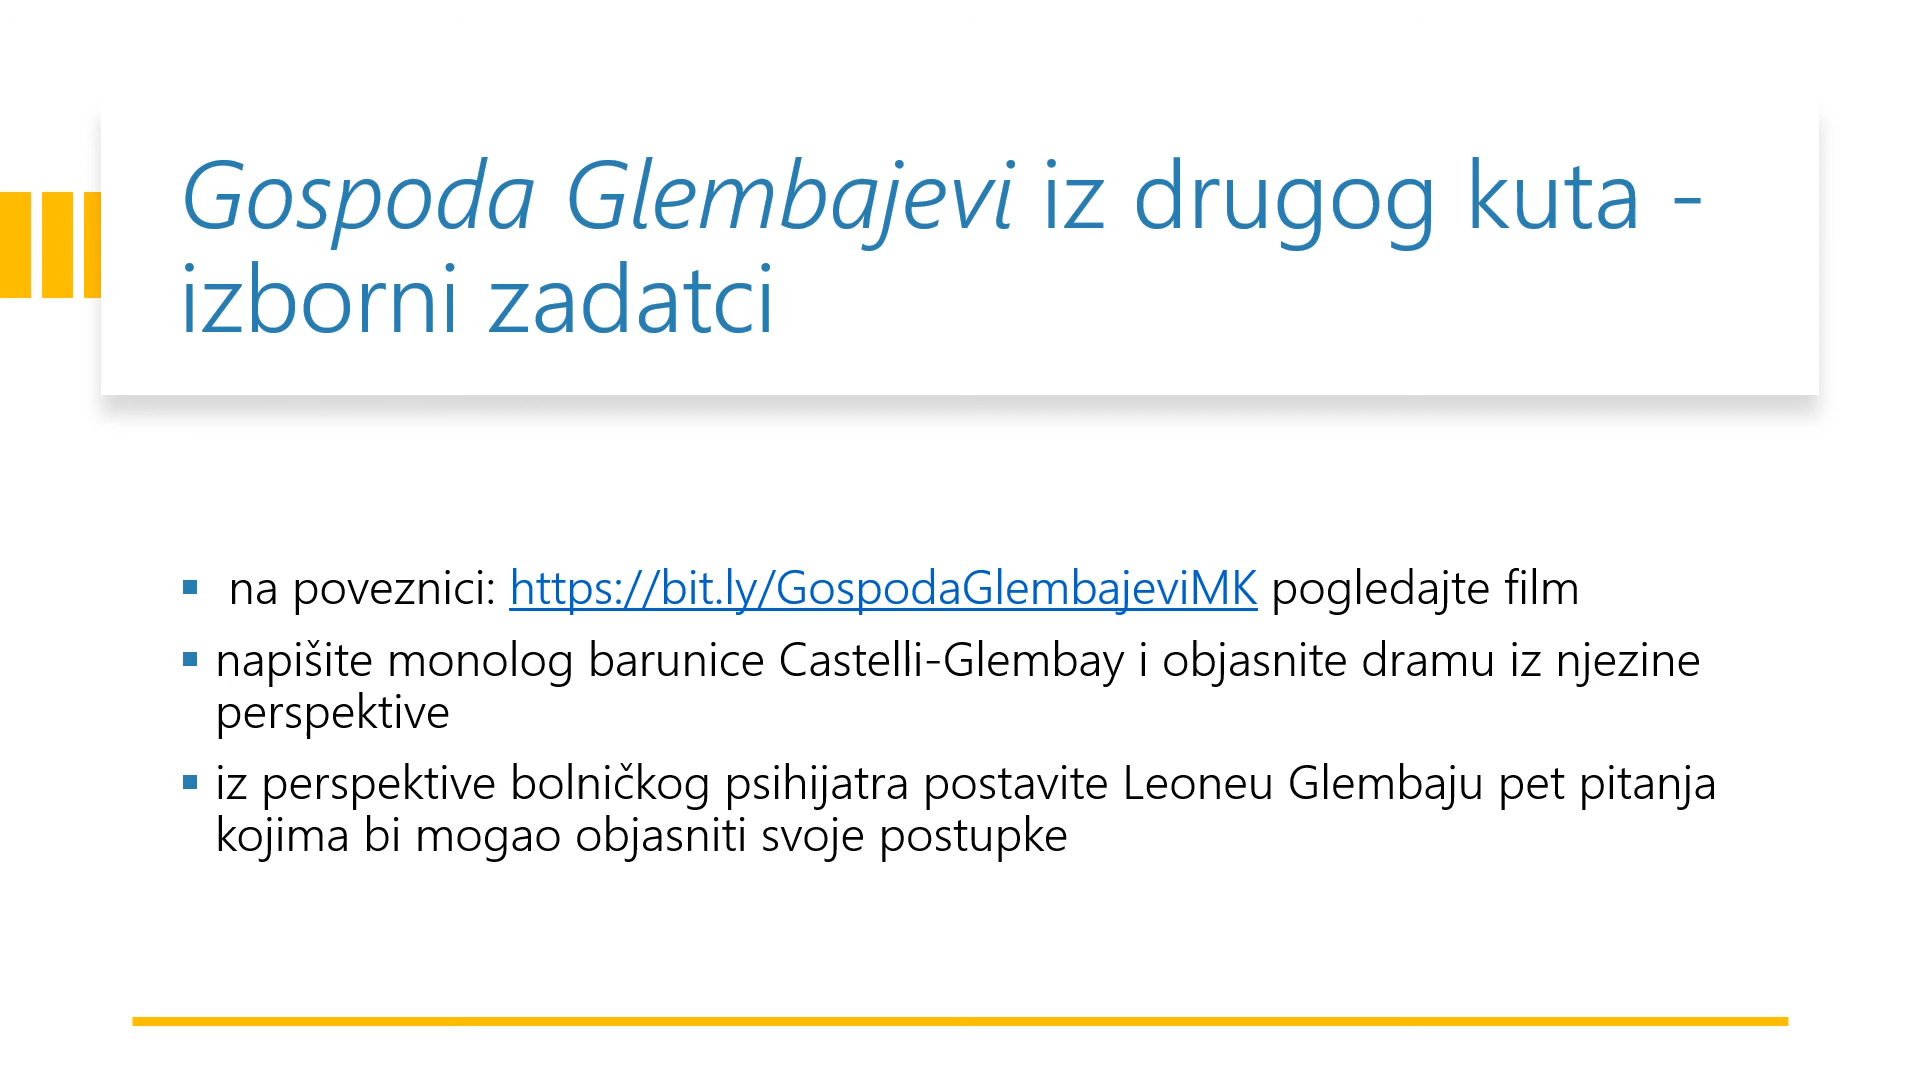 Gospoda Glembajevi iz drugog kuta -
izborni zadatci
na poveznici: https://bit.ly/GospodaGlembajeviMK pogledajte film
napišite monolog barunice Castelli-Glembay i objasnite dramu iz njezine
perspektive
iz perspektive bolničkog psihijatra postavite Leoneu Glembaju pet pitanja
kojima bi mogao objasniti svoje postupke